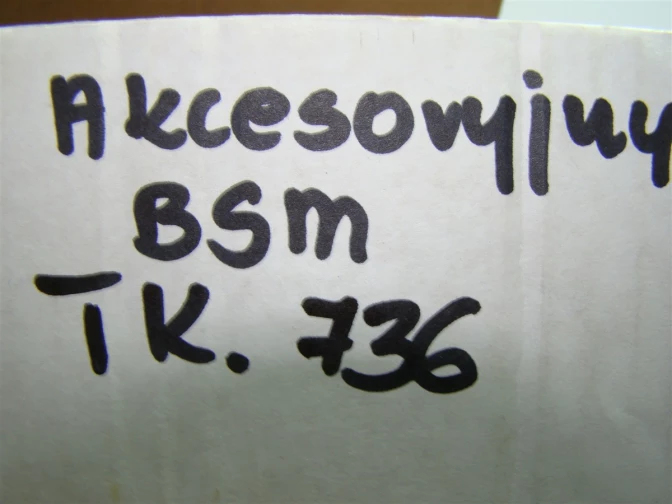 Akcesoryjny
BSM
TK. 736